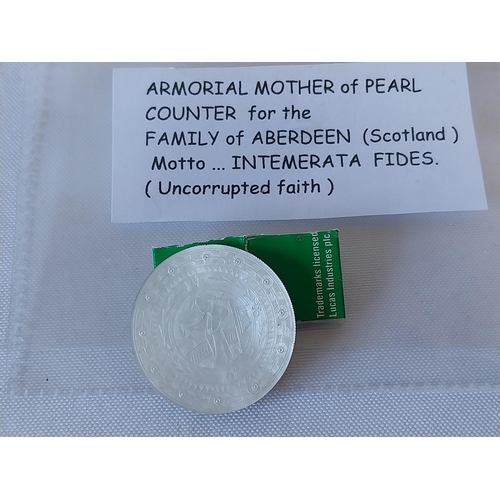 ARMORIAL MOTHER of PEARL
COUNTER for the
FAMILY of ABERDEEN (Scotland )
Motto ... INTEMERATA FIDES.
( Uncorrupted faith )
Trademarks licensed
Lucas Industries plc.